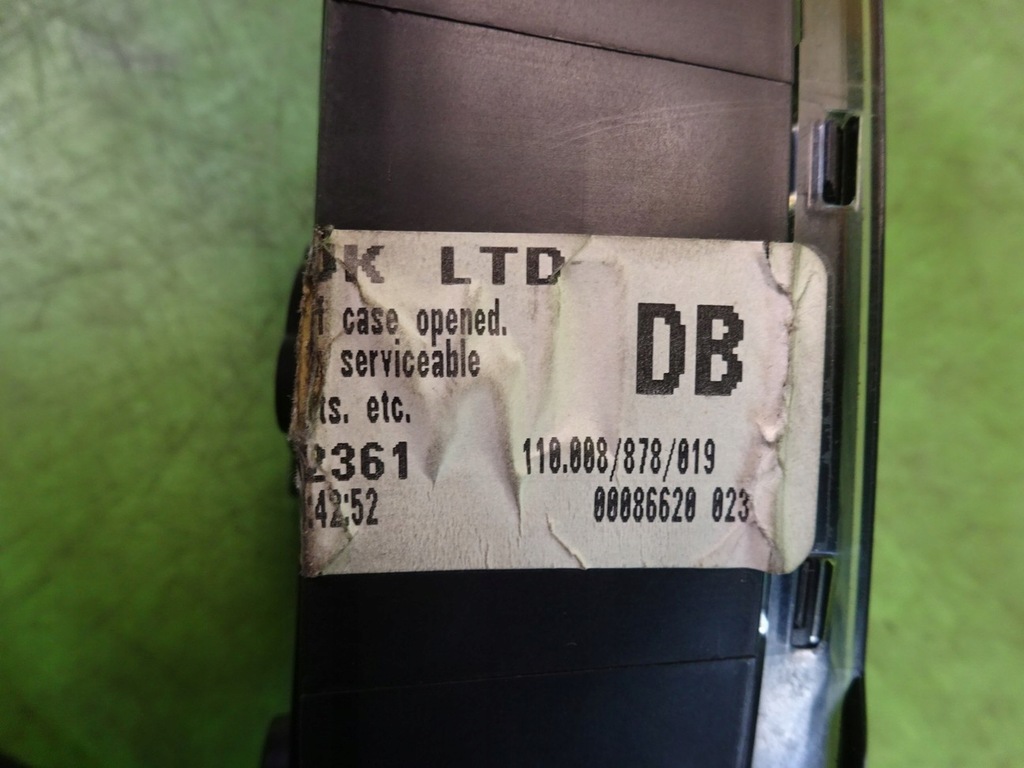 K LTD
DB
case opened.
serviceable
ts. etc.
2361
110.008/878/019
42:52
00086620 023